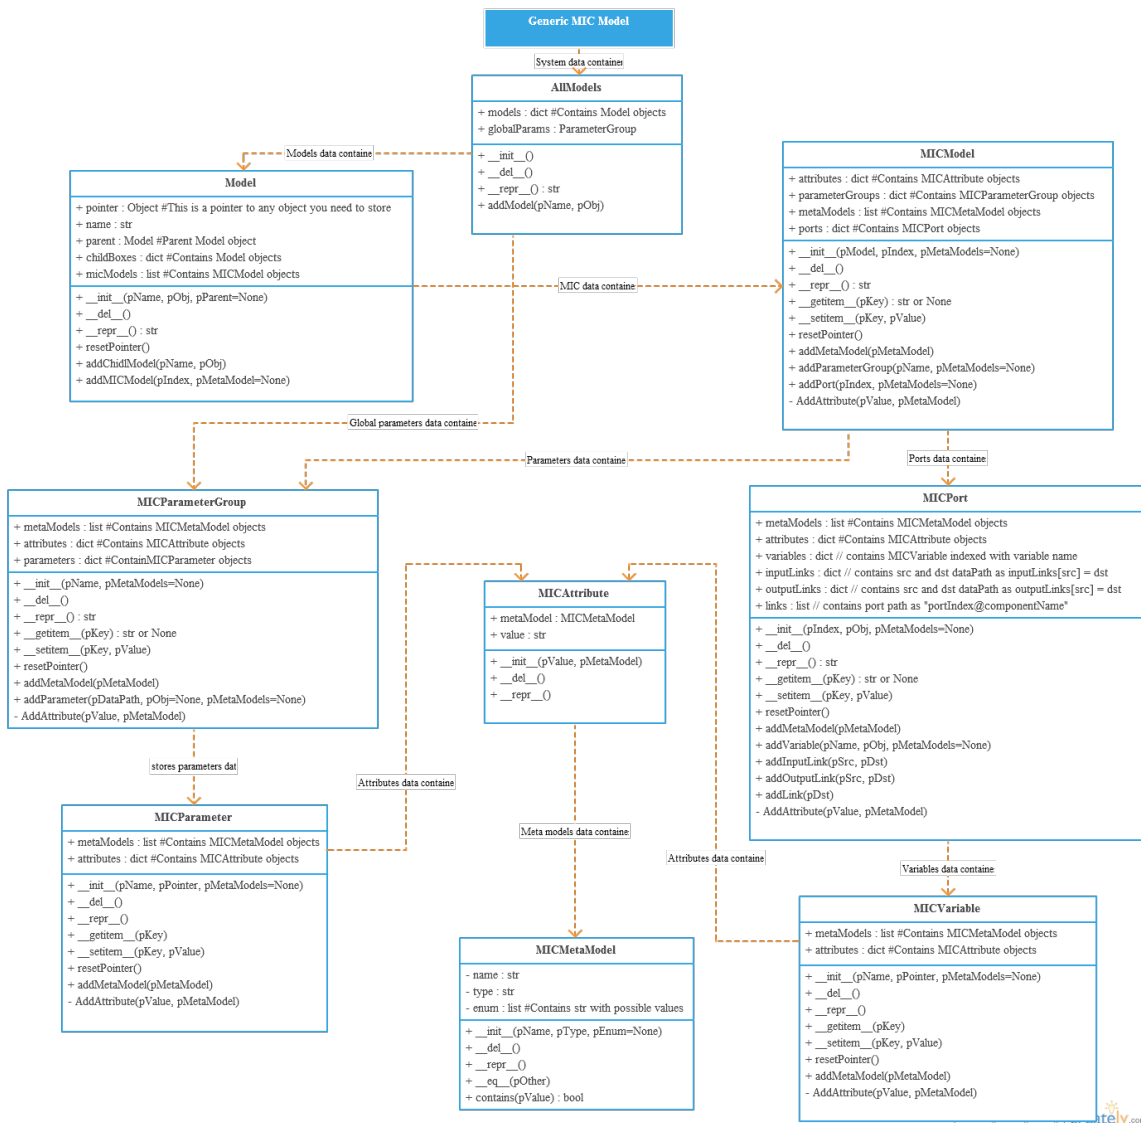 Generic MIC Model
System data container
AllModels
+ models : dict #Contains Model objects
+ globalParams : ParameterGroup
+ __init__()
+ __del__()
+ __repr__() : str
+ addModel(pName, pObj)
Models data containe
Model
+ pointer : Object #This is a pointer to any object you need to store
+ name : str
+ parent : Model #Parent Model object
+ childBoxes : dict #Contains Model objects
+ micModels : list #Contains MICModel objects
+ __init__(pName, pObj, pParent=None)
+ __del__()
+ __repr__() : str
+ resetPointer()
+ addChidlModel(pName, pObj)
+ addMICModel(pIndex, pMetaModel=None)
MIC data containe
MICModel
+ attributes : dict #Contains MICAttribute objects
+ parameterGroups : dict #Contains MICParameterGroup objects
+ metaModels : list #Contains MICMetaModel objects
+ ports : dict #Contains MICPort objects
+ __init__(pModel, pIndex, pMetaModels=None)
+ __del__()
+ __repr__() : str
+ __getitem__(pKey) : str or None
+ __setitem__(pKey, pValue)
+ resetPointer()
+ addMetaModel(pMetaModel)
+ addParameterGroup(pName, pMetaModels=None)
+ addPort(pIndex, pMetaModels=None)
- AddAttribute(pValue, pMetaModel)
Global parameters data containe
Parameters data containe
Ports data containe
MICParameterGroup
+ metaModels : list #Contains MICMetaModel objects
+ attributes : dict #Contains MICAttribute objects
+ parameters : dict #ContainMICParameter objects
+ __init__(pName, pMetaModels=None)
+ __del__()
+ __repr__() : str
+ __getitem__(pKey) : str or None
+ __setitem__(pKey, pValue)
+ resetPointer()
+ addMetaModel(pMetaModel)
+ addParameter(pDataPath, pObj=None, pMetaModels=None)
- AddAttribute(pValue, pMetaModel)
MICAttribute
+ metaModel : MICMetaModel
+ value : str
+ __init__(pValue, pMetaModel)
+ __del__()
+ __repr__()
MICPort
+ metaModels : list #Contains MICMetaModel objects
+ attributes : dict #Contains MICAttribute objects
+ variables : dict // contains MICVariable indexed with variable name
+ inputLinks : dict // contains src and dst dataPath as inputLinks[src] = dst
+ outputLinks : dict // contains src and dst dataPath as outputLinks[src] = dst
+ links : list // contains port path as "portIndex@componentName"
+ __init__(pIndex, pObj, pMetaModels=None)
+ __del__()
+ __repr__() : str
+ __getitem__(pKey) : str or None
+ __setitem__(pKey, pValue)
+ resetPointer()
+ addMetaModel(pMetaModel)
+ addVariable(pName, pObj, pMetaModels=None)
+ addInputLink(pSrc, pDst)
+ addOutputLink(pSrc, pDst)
+ addLink(pDst)
- AddAttribute(pValue, pMetaModel)
stores parameters dat
Attributes data containe
Meta models data containe
Attributes data containe
Variables data containe
MICParameter
+ metaModels : list #Contains MICMetaModel objects
+ attributes : dict #Contains MICAttribute objects
+ __init__(pName, pPointer, pMetaModels=None)
+ __del__()
+ __repr__()
+ __getitem__(pKey)
+ __setitem__(pKey, pValue)
+ resetPointer()
+ addMetaModel(pMetaModel)
- AddAttribute(pValue, pMetaModel)
MICMetaModel
- name : str
- type : str
- enum : list #Contains str with possible values
+ __init__(pName, pType, pEnum=None)
+ __del__()
+ __repr__()
+ __eq__(pOther)
+ contains(pValue) : bool
MICVariable
+ metaModels : list #Contains MICMetaModel objects
+ attributes : dict #Contains MICAttribute objects
+ __init__(pName, pPointer, pMetaModels=None)
+ __del__()
+ __repr__()
+ __getitem__(pKey)
+ __setitem__(pKey, pValue)
+ resetPointer()
+ addMetaModel(pMetaModel)
- AddAttribute(pValue, pMetaModel)